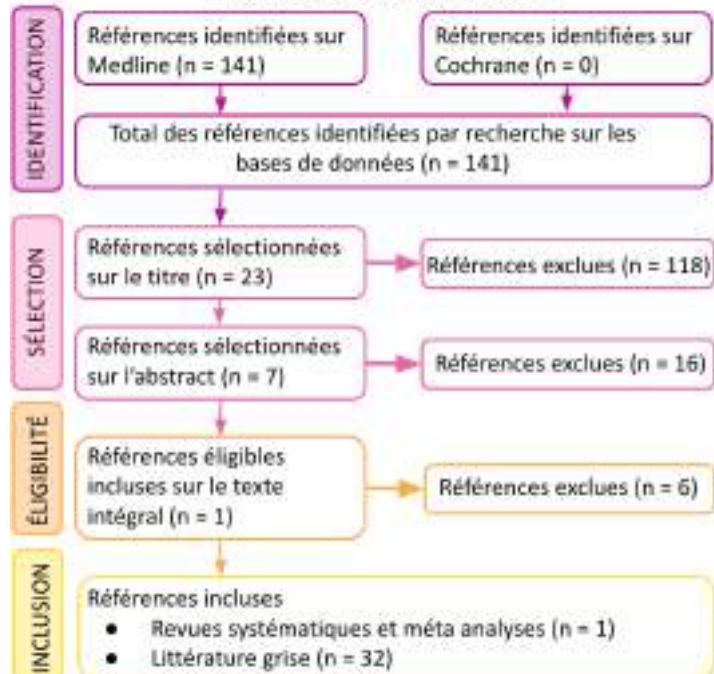 IDENTIFICATION
Références identifiées sur
Medline (n = 141)
Références identifiées sur
Cochrane (n = 0)
Total des références identifiées par recherche sur les
bases de données (n = 141)
SÉLECTION
Références sélectionnées
sur le titre (n = 23)
Références exclues (n = 118)
Références sélectionnées
sur l'abstract (n = 7)
Références exclues (n = 16)
ÉLIGIBILITÉ
Références éligibles
incluses sur le texte
intégral (n = 1)
Références exclues (n = 6)
INCLUSION
Références incluses
● Revues systématiques et méta analyses (n = 1)
● Littérature grise (n = 32)